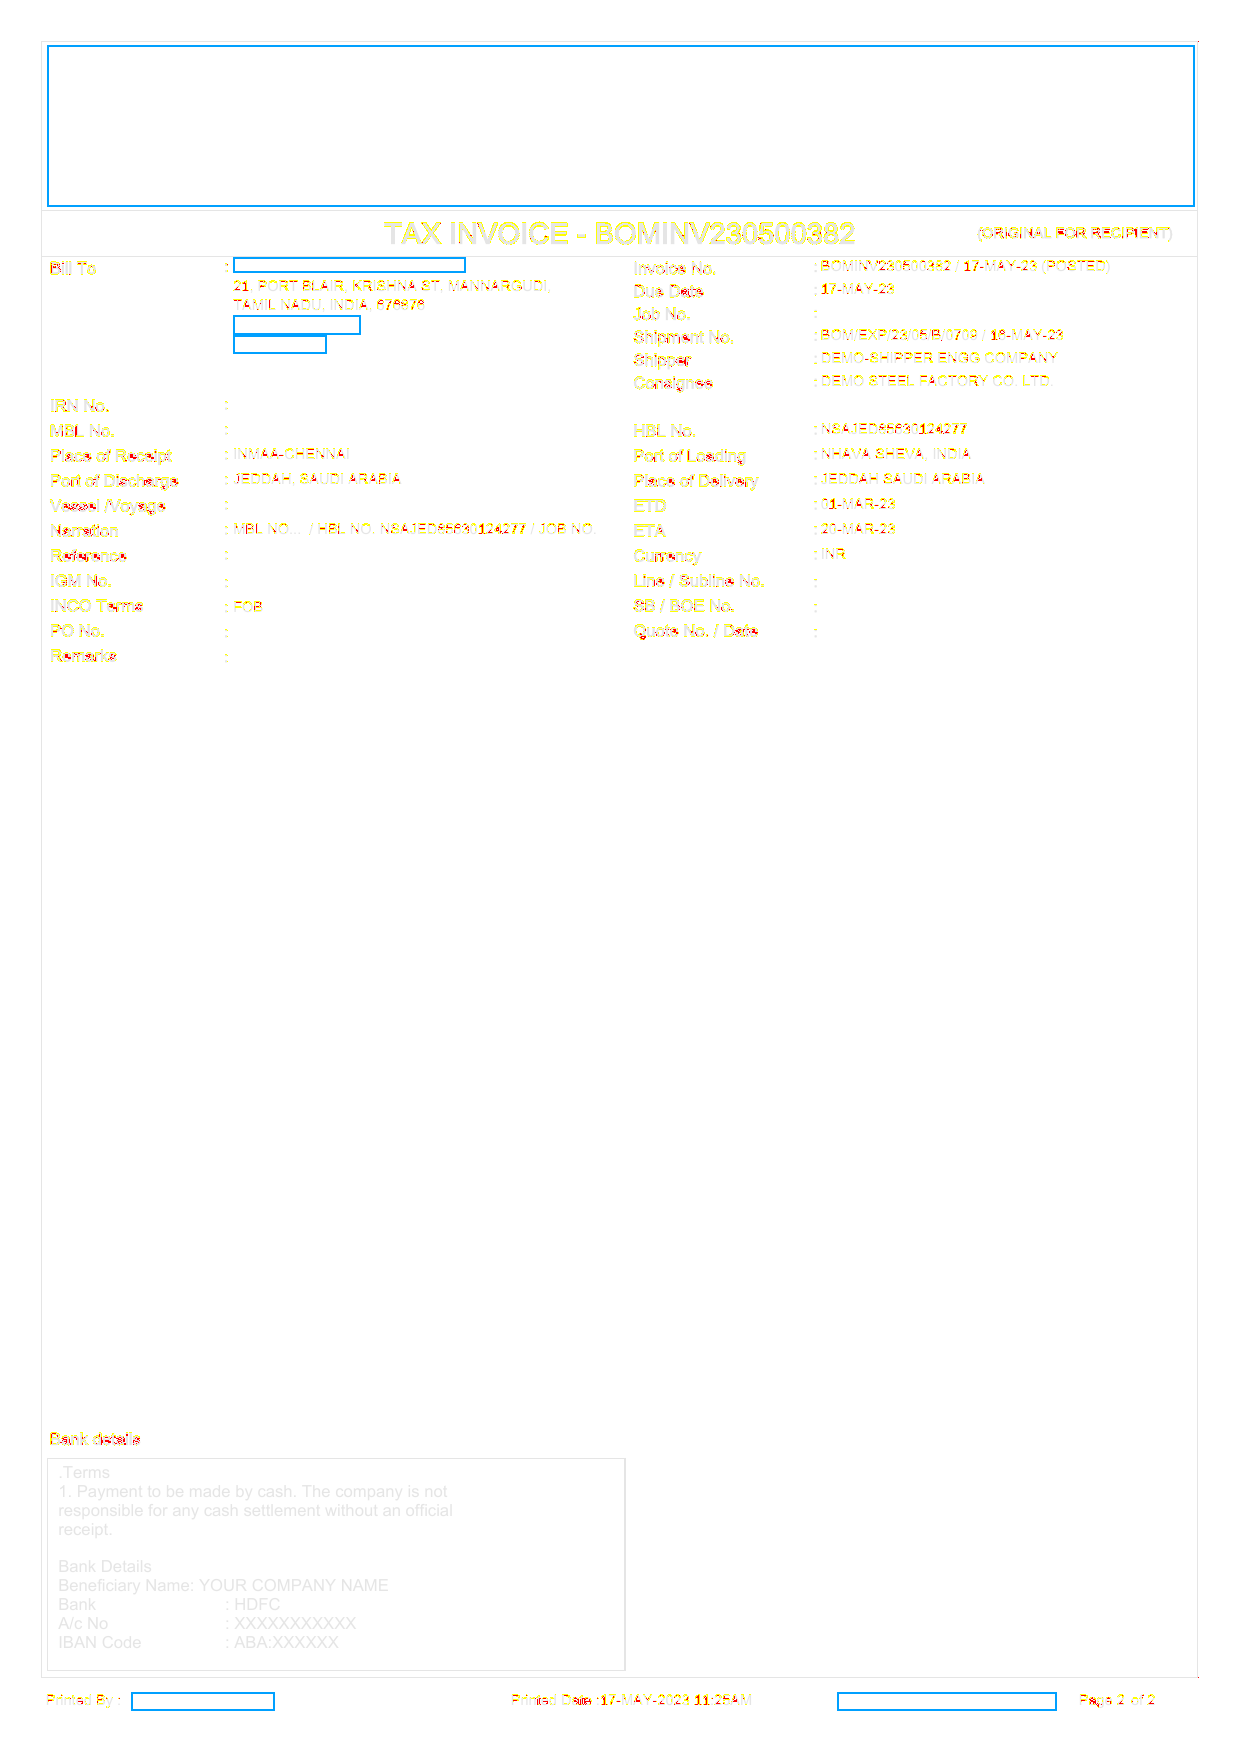 TAX INVOICE - BOMINV230500382 (ORIGINAL FOR RECIPIENT)
Bill To : Invoice No. : BOMINV230500382 / 17-MAY-23 (POSTED)
21, PORT BLAIR, KRISHNA ST, MANNARGUDI, Due Date : 17-MAY-23
TAMIL NADU, INDIA, 676876
Job No. :
Shipment No. : BOM/EXP/23/05/B/0709 / 16-MAY-23
Shipper : DEMO-SHIPPER ENGG COMPANY
Consignee : DEMO STEEL FACTORY CO. LTD.
IRN No. :
MBL No. : HBL No. : NSAJED65630124277
Place of Receipt : INMAA-CHENNAI Port of Loading : NHAVA SHEVA, INDIA
Port of Discharge : JEDDAH, SAUDI ARABIA Place of Delivery : JEDDAH SAUDI ARABIA
Vessel /Voyage : ETD : 01-MAR-23
Narration : MBL NO... / HBL NO. NSAJED65630124277 / JOB NO. ETA : 20-MAR-23
Reference : Currency : INR
IGM No. : Line / Subline No. :
INCO Terms : FOB SB / BOE No. :
PO No. : Quote No. / Date :
Remarks :
Bank details
.Terms
1. Payment to be made by cash. The company is not
responsible for any cash settlement without an official
receipt.
Bank Details
Beneficiary Name: YOUR COMPANY NAME
Bank : HDFC
A/c No : XXXXXXXXXXX
IBAN Code : ABA:XXXXXX
Printed By : Printed Date :17-MAY-2023 11:25AM Page 2 of 2